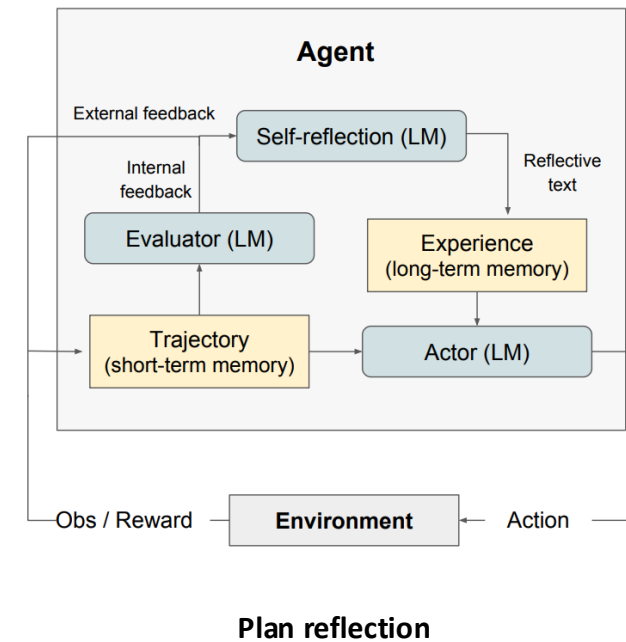 Agent
External feedback
Self-reflection (LM)
Internal
feedback
Reflective
text
Evaluator (LM)
Experience
(long-term memory)
Trajectory
(short-term memory)
Actor (LM)
Obs / Reward
Environment
Action
Plan reflection